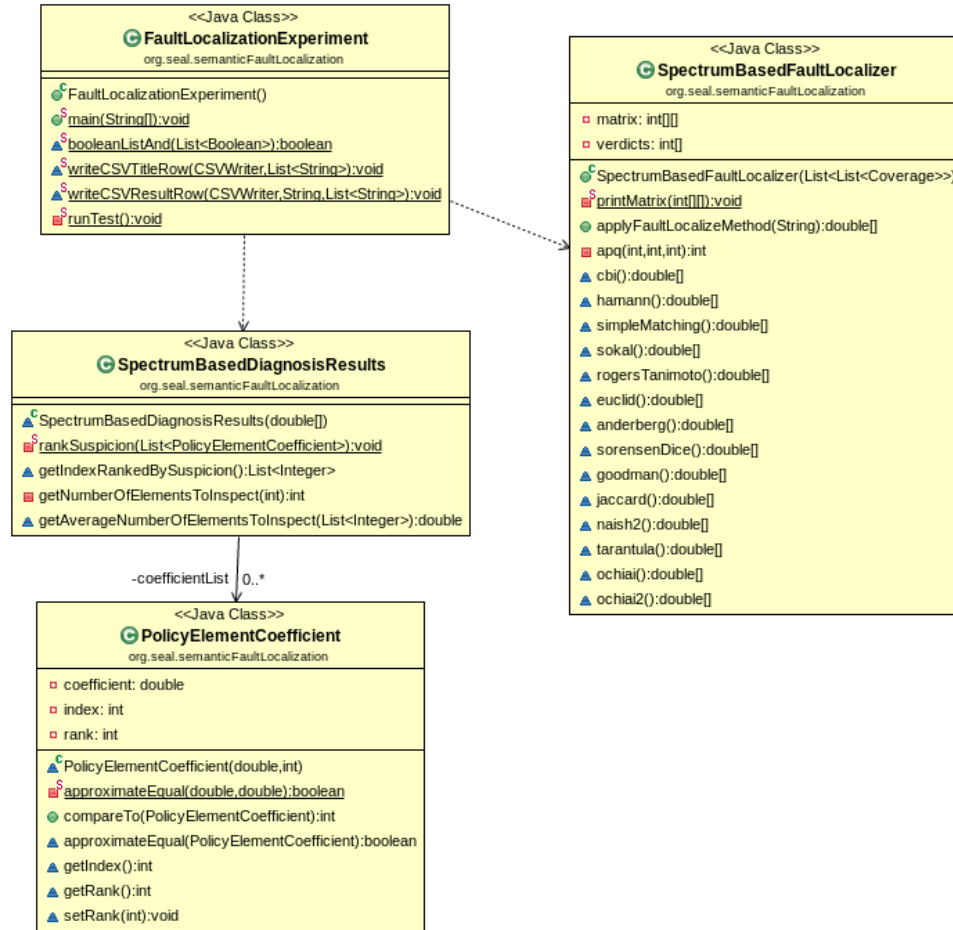 <<Java Class>>
FaultLocalizationExperiment
org.seal.semanticFaultLocalization
FaultLocalizationExperiment()
main(String[]):void
booleanListAnd(List<Boolean>):boolean
writeCSVTitleRow(CSVWriter,List<String>):void
writeCSVResultRow(CSVWriter,String,List<String>):void
runTest():void
<<Java Class>>
SpectrumBasedFaultLocalizer
org.seal.semanticFaultLocalization
matrix: int[][]
verdicts: int[]
SpectrumBasedFaultLocalizer(List<List<Coverage>>)
printMatrix(int[][]):void
applyFaultLocalizeMethod(String):double[]
apq(int,int,int):int
cbi():double[]
hamann():double[]
simpleMatching():double[]
sokal():double[]
rogersTanimoto():double[]
euclid():double[]
anderberg():double[]
sorensenDice():double[]
goodman():double[]
jaccard():double[]
naish2():double[]
tarantula():double[]
ochiai():double[]
ochiai2():double[]
<<Java Class>>
SpectrumBasedDiagnosisResults
org.seal.semanticFaultLocalization
SpectrumBasedDiagnosisResults(double[])
rankSuspicion(List<PolicyElementCoefficient>):void
getIndexRankedBySuspicion():List<Integer>
getNumberOfElementsToInspect(int):int
getAverageNumberOfElementsToInspect(List<Integer>):double
-coefficientList 0..*
<<Java Class>>
PolicyElementCoefficient
org.seal.semanticFaultLocalization
coefficient: double
index: int
rank: int
PolicyElementCoefficient(double,int)
approximateEqual(double,double):boolean
compareTo(PolicyElementCoefficient):int
approximateEqual(PolicyElementCoefficient):boolean
getIndex():int
getRank():int
setRank(int):void